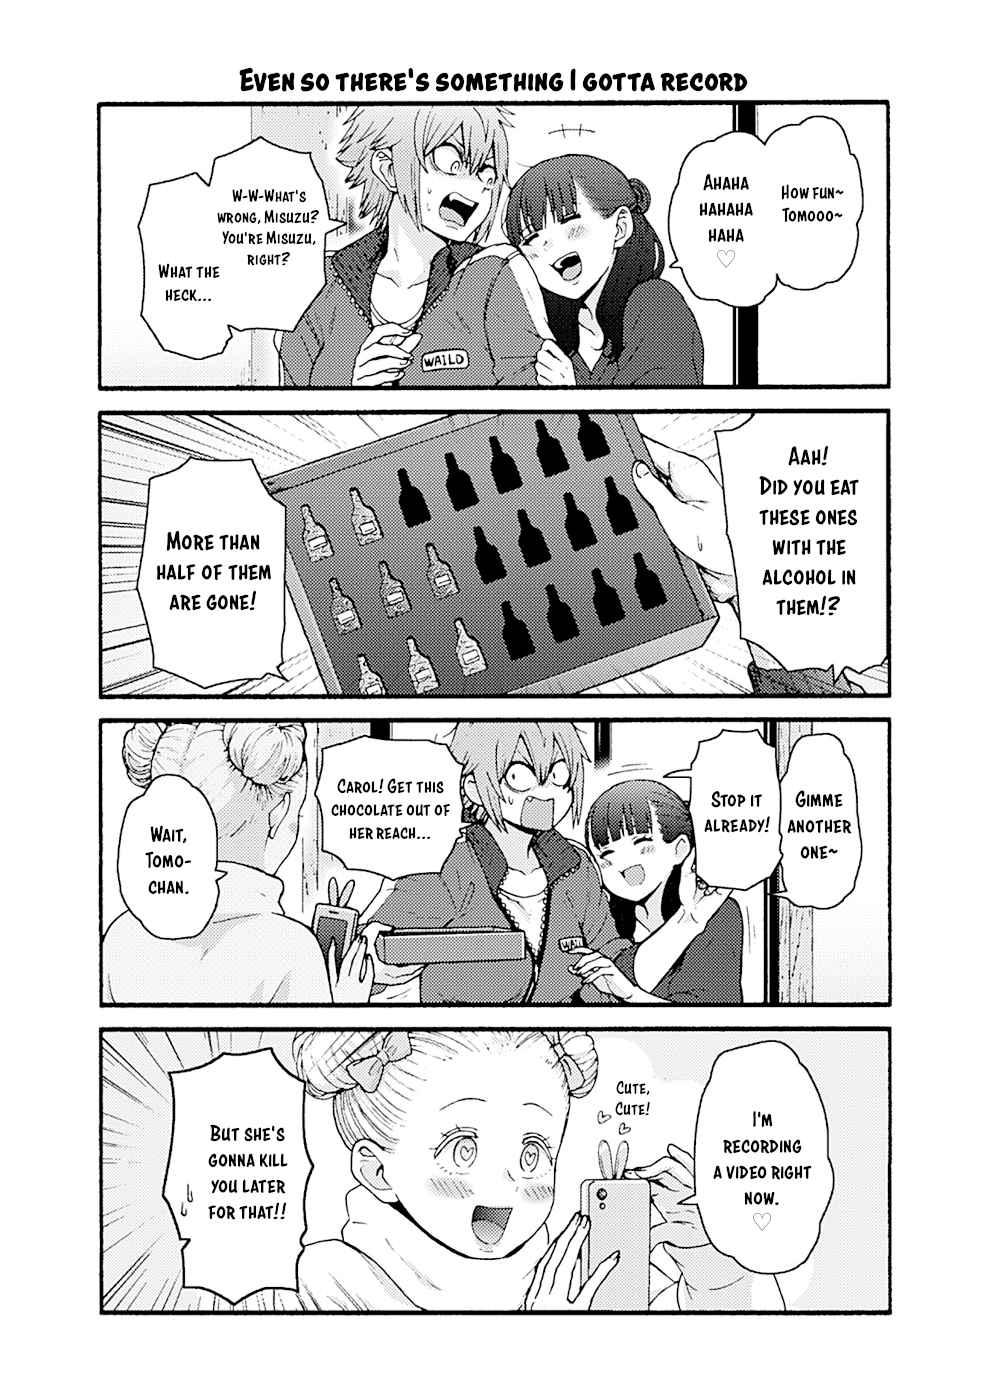 Even so there's something I gotta record
How fun~
Tomooo~
Ahaha
hahaha
haha
♡
W-W-What's
wrong, Misuzu?
You're Misuzu,
right?
What the
heck...
WAILD
Aah!
Did you eat
these ones
with the
alcohol in
them!?
More than
half of them
are gone!
Gimme
another
one~
Stop it
already!
Carol! Get this
chocolate out of
her reach...
WAIL
Wait,
Tomo-
chan.
I'm
recording
a video right
now.
♡
Cute,
Cute!
But she's
gonna kill
you later
for that!!